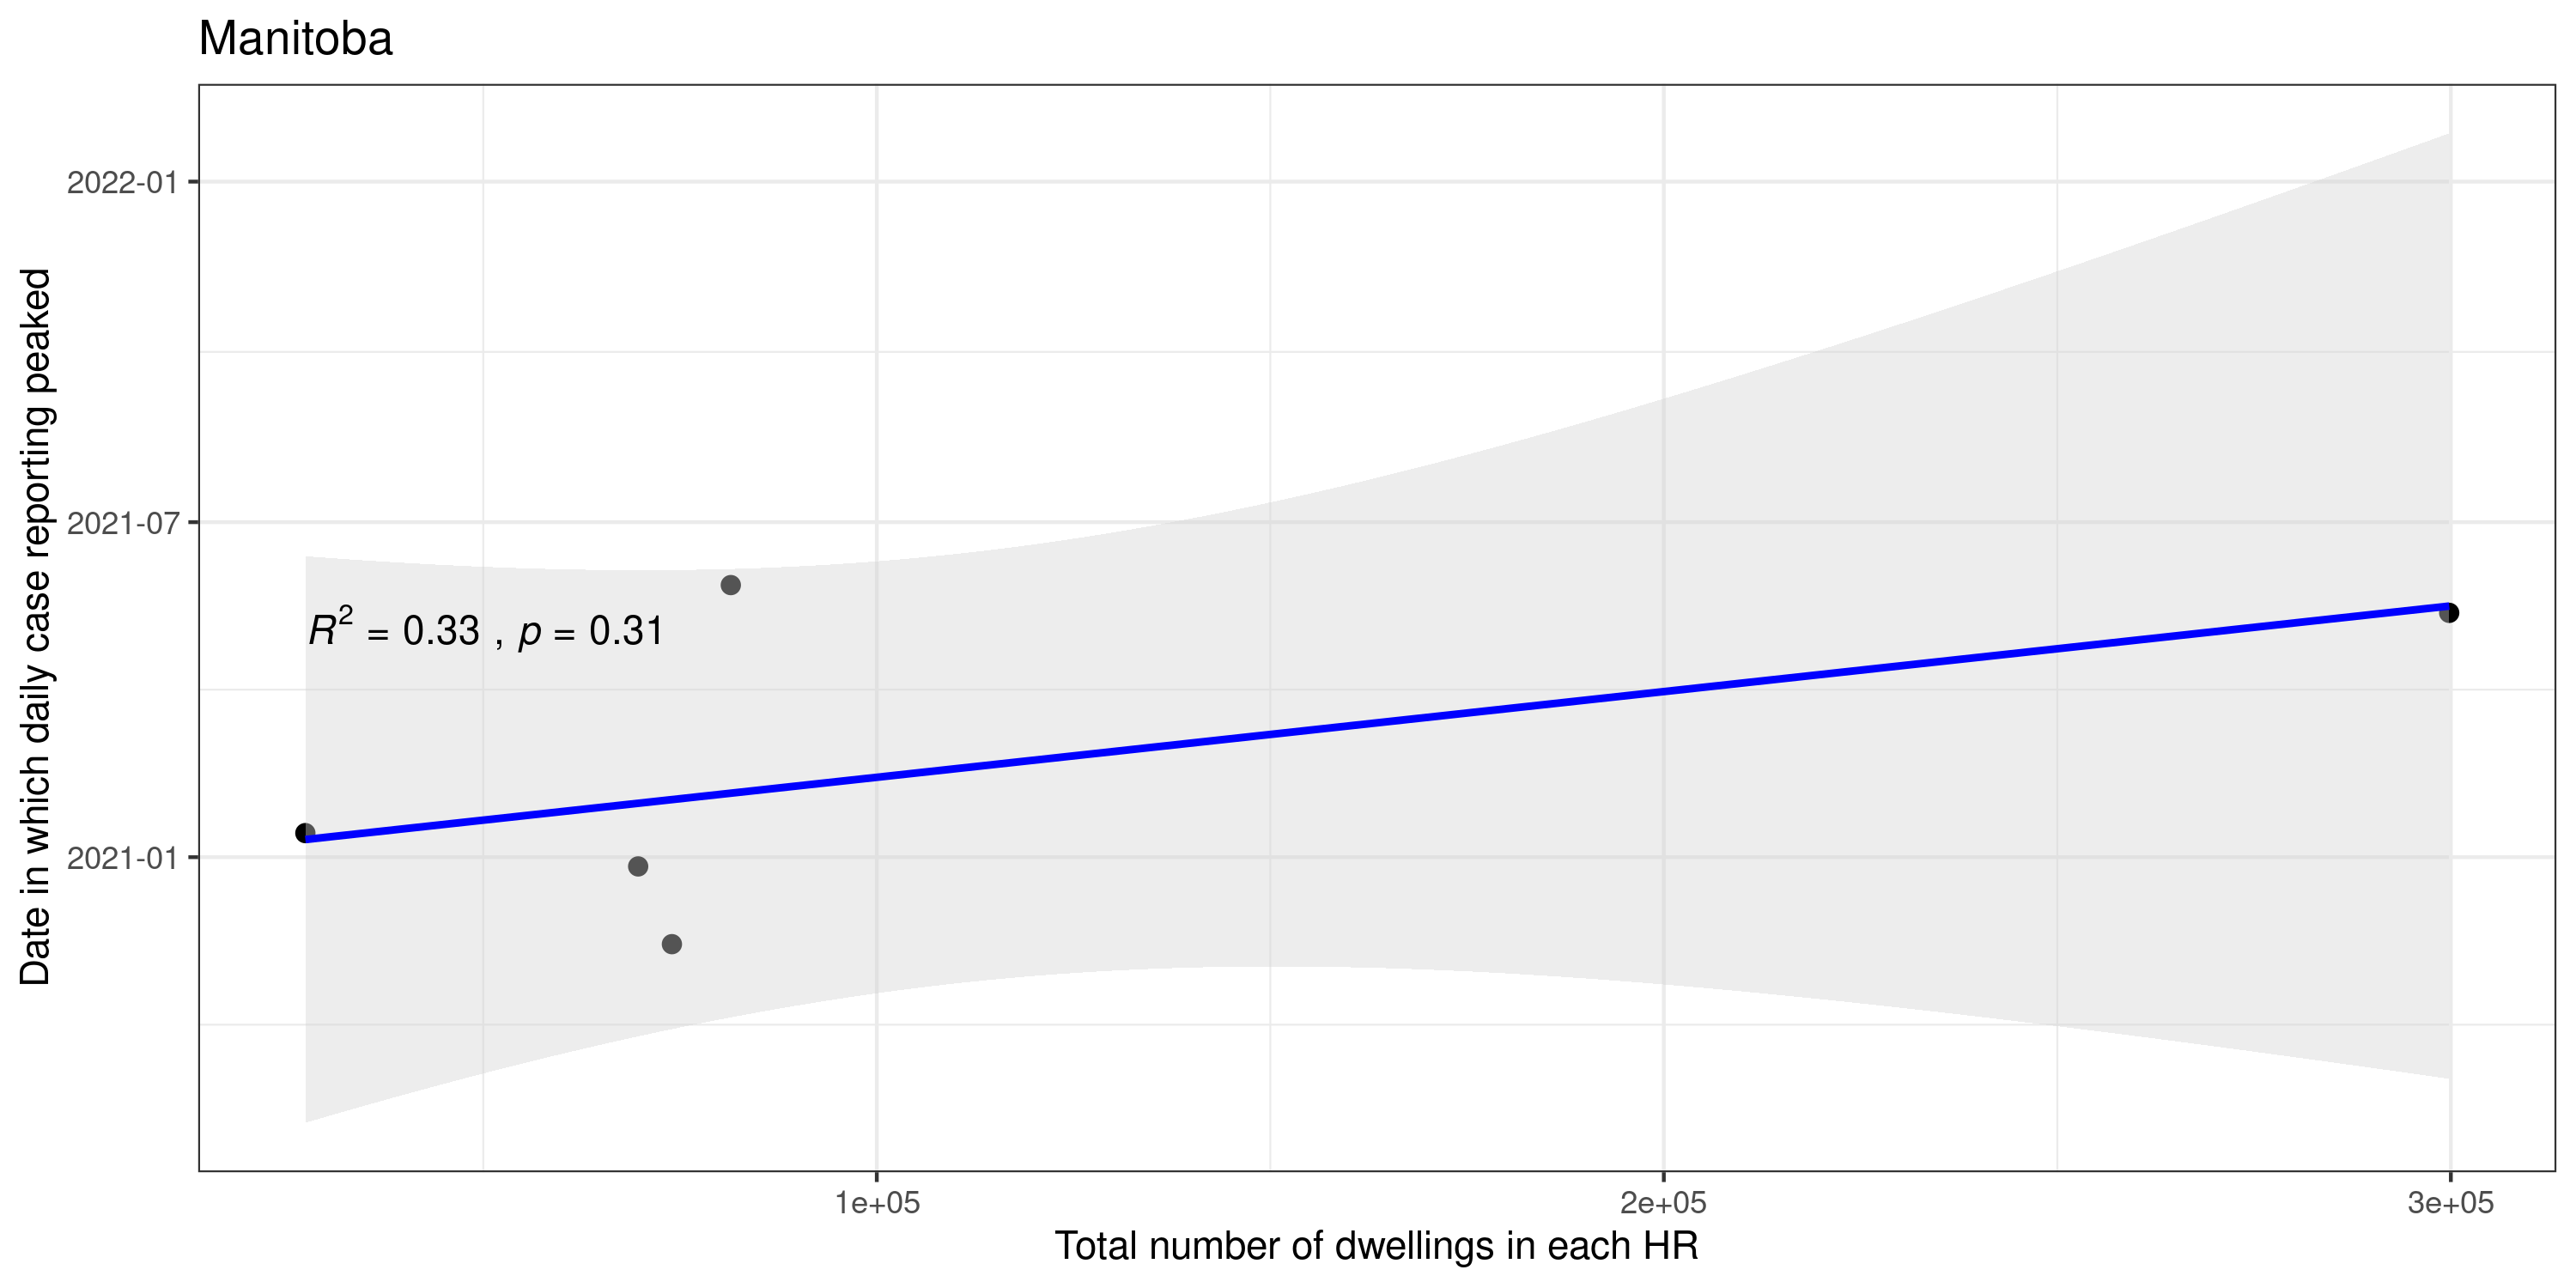 Manitoba
Date in which daily case reporting peaked
2022-01
2021-07
2021-01
R² = 0.33 , p = 0.31
1e+05
2e+05
3e+05
Total number of dwellings in each HR